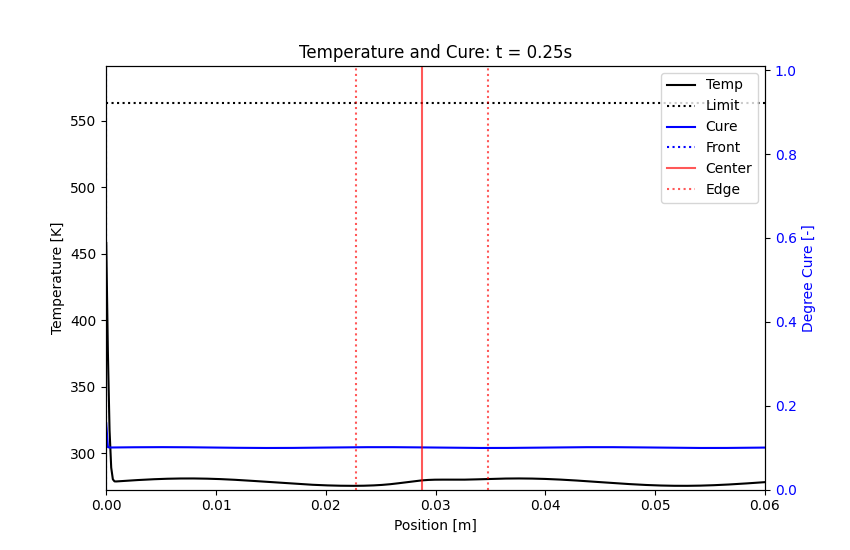 Temperature and Cure: t = 0.25s
Temp
Limit
Cure
Front
Center
Edge
Temperature [K]
550
500
450
400
350
300
1.0
0.8
0.6
0.4
0.2
0.0
Degree Cure [-]
0.00
0.01
0.02
0.03
0.04
0.05
0.06
Position [m]